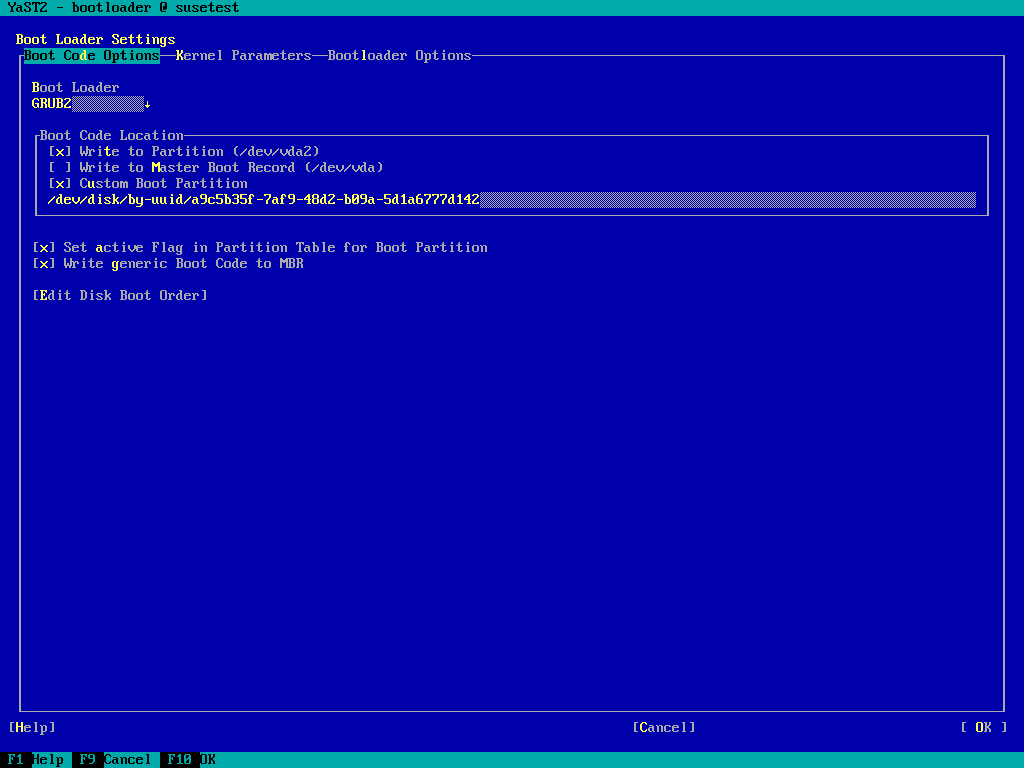 YaST2 - bootloader @ susetest
Boot Loader Settings
Boot Code Options Kernel Parameters Bootloader Options
Boot Loader
GRUB2 ↓
Boot Code Location
[x] Write to Partition (/dev/vda2)
[ ] Write to Master Boot Record (/dev/vda)
[x] Custom Boot Partition
/dev/disk/by-uuid/a9c5b35f-7af9-48d2-b09a-5d1a6777d142
[x] Set active Flag in Partition Table for Boot Partition
[x] Write generic Boot Code to MBR
[Edit Disk Boot Order]
[Help] [Cancel] [ OK ]
F1 Help F9 Cancel F10 OK